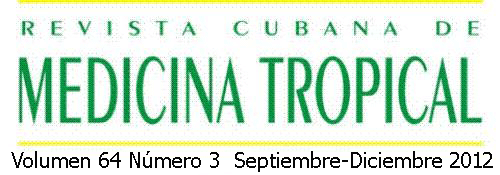 REVISTA CUBANA DE
MEDICINA TROPICAL
Volumen 64 Número 3 Septiembre-Diciembre 2012